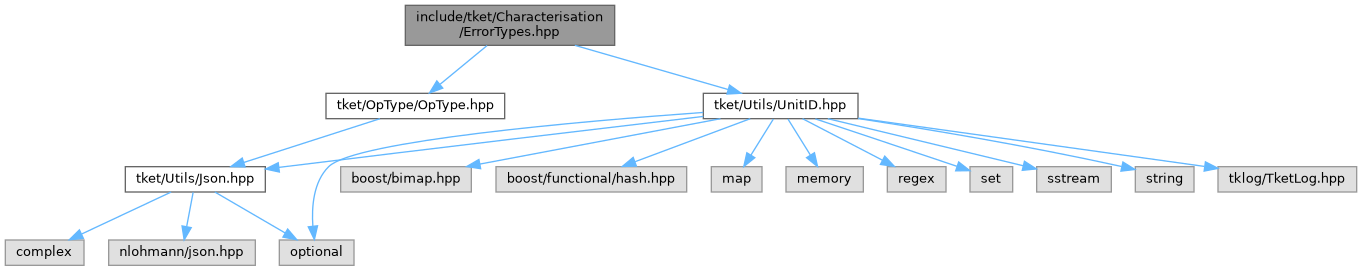 include/tket/Characterisation
/ErrorTypes.hpp
tket/OpType/OpType.hpp
tket/Utils/UnitID.hpp
tket/Utils/Json.hpp
boost/bimap.hpp
boost/functional/hash.hpp
map
memory
regex
set
sstream
string
tklog/TketLog.hpp
complex
nlohmann/json.hpp
optional